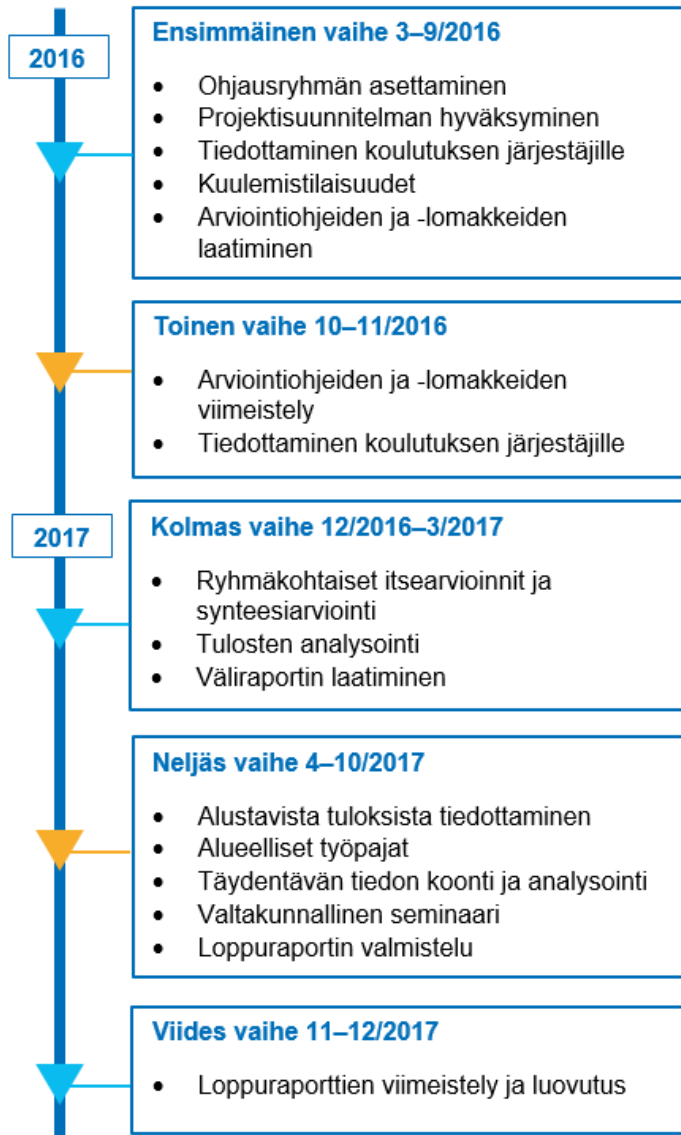 2016
Ensimmäinen vaihe 3–9/2016
• Ohjausryhmän asettaminen
• Projektisuunnitelman hyväksyminen
• Tiedottaminen koulutuksen järjestäjille
• Kuulemistilaisuudet
• Arviointiohjeiden ja -lomakkeiden
laatiminen
Toinen vaihe 10–11/2016
• Arviointiohjeiden ja -lomakkeiden
viimeistely
• Tiedottaminen koulutuksen järjestäjille
2017
Kolmas vaihe 12/2016–3/2017
• Ryhmäkohtaiset itsearvioinnit ja
synteesiarviointi
• Tulosten analysointi
• Väliraportin laatiminen
Neljäs vaihe 4–10/2017
• Alustavista tuloksista tiedottaminen
• Alueelliset työpajat
• Täydentävän tiedon koonti ja analysointi
• Valtakunnallinen seminaari
• Loppuraportin valmistelu
Viides vaihe 11–12/2017
• Loppuraporttien viimeistely ja luovutus